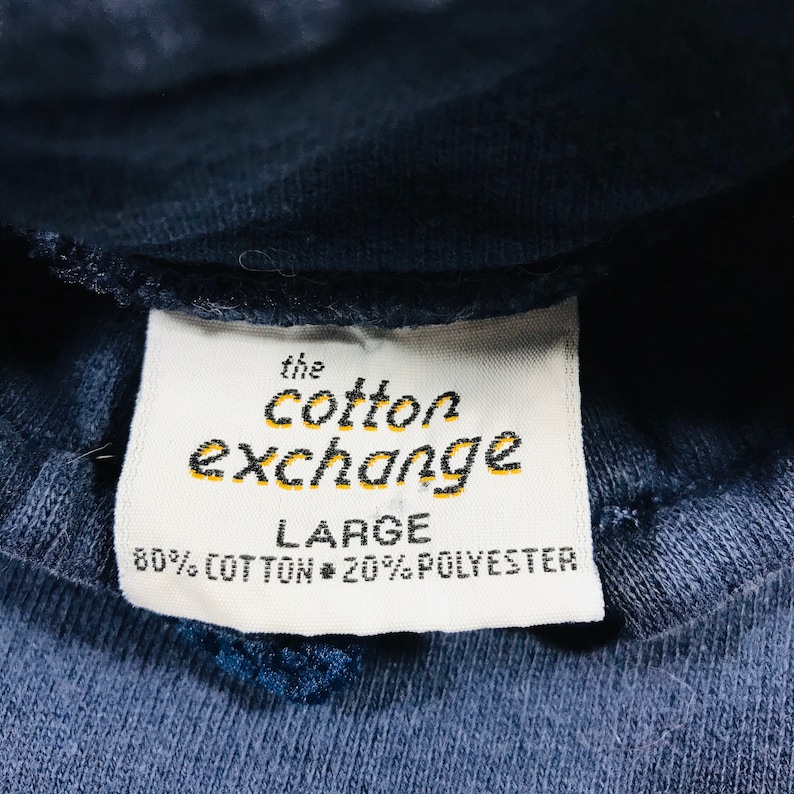 the
cotton
exchange
LARGE
80% COTTON • 20% POLYESTER